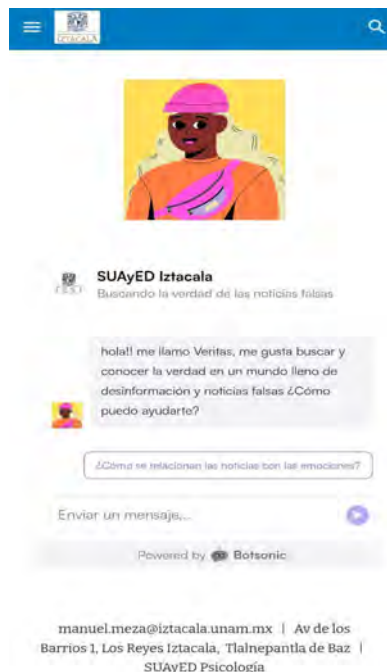 IZTACALA
SUAyED Iztacala
Buscando la verdad de las noticias falsas
hola!! me llamo Veritas, me gusta buscar y
conocer la verdad en un mundo lleno de
desinformación y noticias falsas ¿Cómo
puedo ayudarte?
¿Cómo se relacionan las noticias con las emociones?
Enviar un mensaje...
Powered by Botsonic
manuel.meza@iztacala.unam.mx | Av de los
Barrios 1, Los Reyes Iztacala, Tlalnepantla de Baz |
SUAyED Psicología